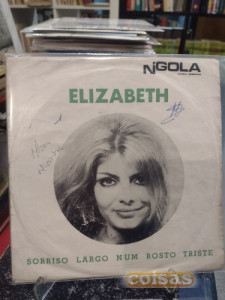 NGOLA
ELIZABETH
SORRISO LARGO NUM ROSTO TRISTE
coisas